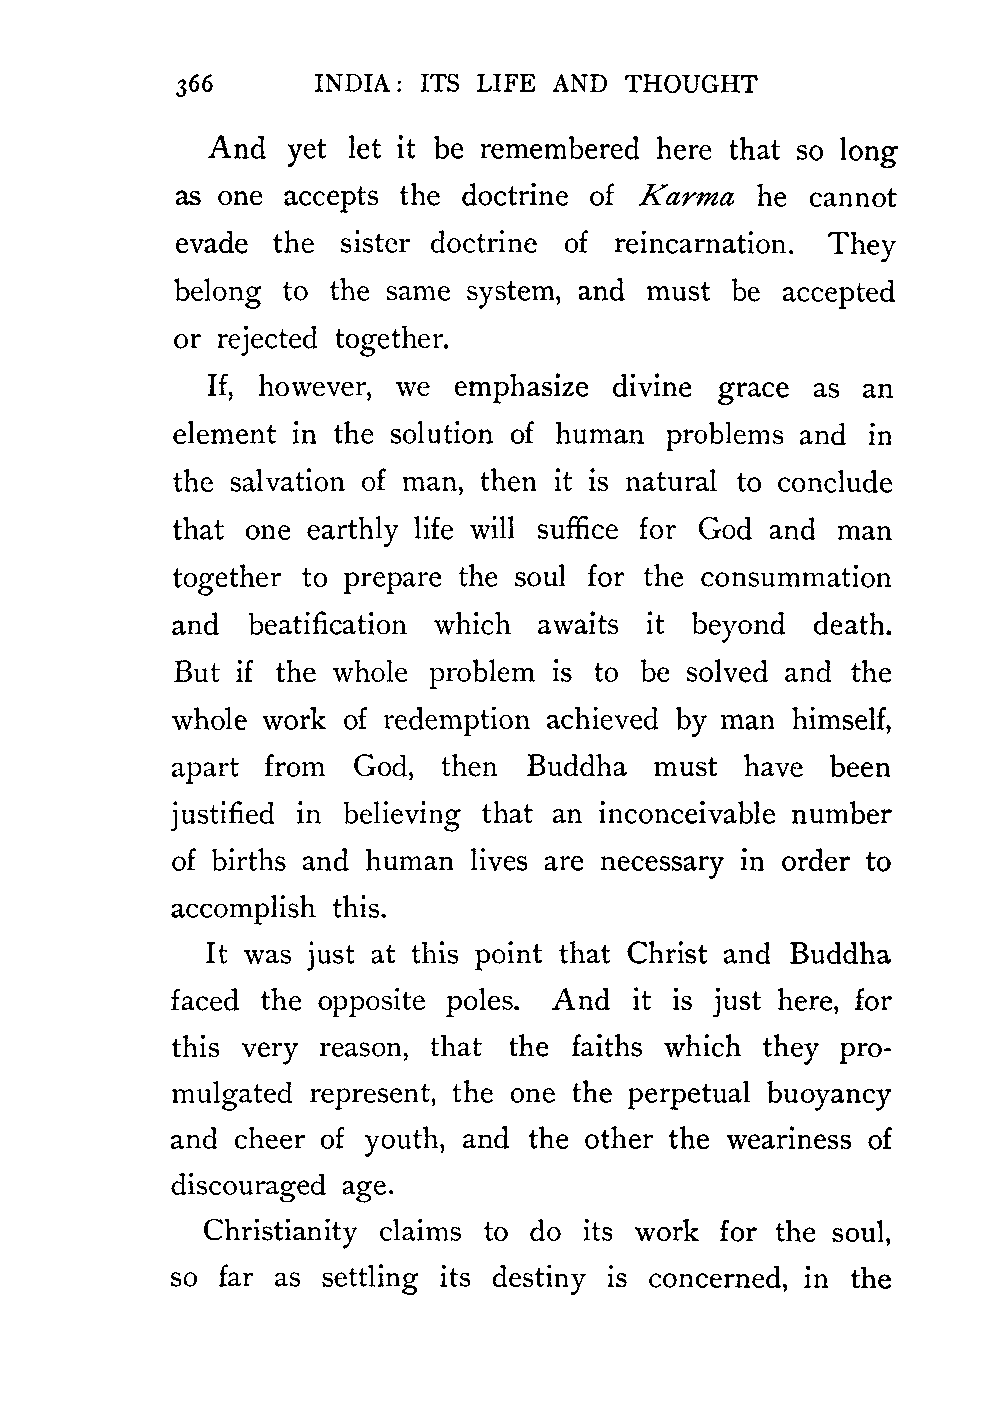 366 INDIA: ITS LIFE AND THOUGHT
And yet let it be remembered here that so long
as one accepts the doctrine of Karma he cannot
evade the sister doctrine of reincarnation. They
belong to the same system, and must be accepted
or rejected together.
If, however, we emphasize divine grace as an
element in the solution of human problems and in
the salvation of man, then it is natural to conclude
that one earthly life will suffice for God and man
together to prepare the soul for the consummation
and beatification which awaits it beyond death.
But if the whole problem is to be solved and the
whole work of redemption achieved by man himself,
apart from God, then Buddha must have been
justified in believing that an inconceivable number
of births and human lives are necessary in order to
accomplish this.
It was just at this point that Christ and Buddha
faced the opposite poles. And it is just here, for
this very reason, that the faiths which they pro-
mulgated represent, the one the perpetual buoyancy
and cheer of youth, and the other the weariness of
discouraged age.
Christianity claims to do its work for the soul,
so far as settling its destiny is concerned, in the